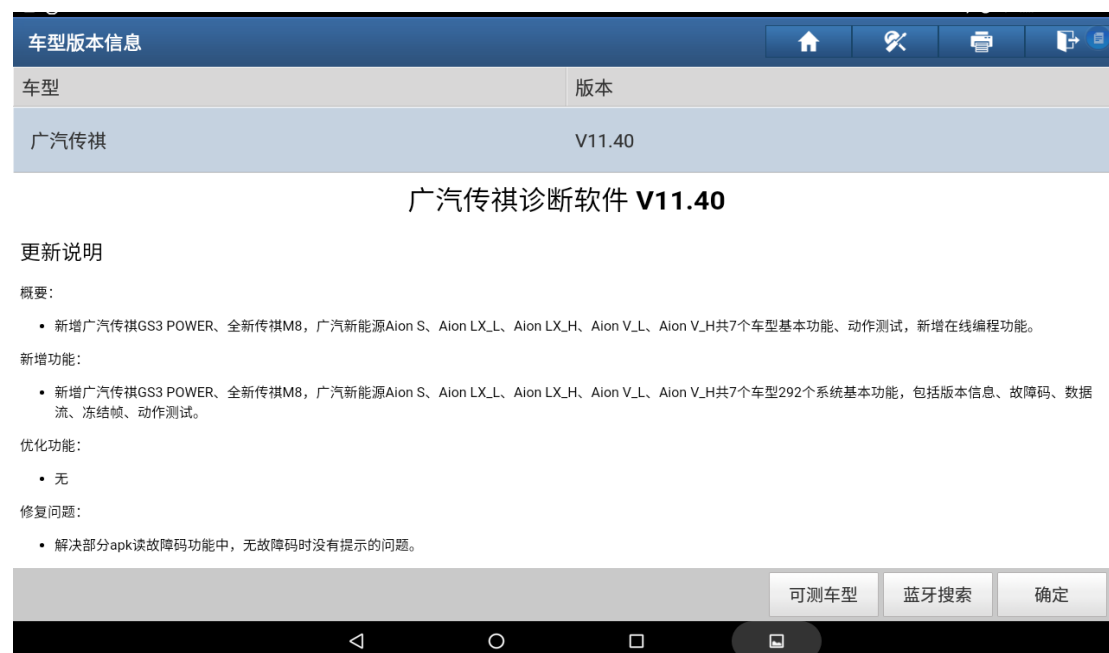 车型版本信息
车型 版本
广汽传祺 V11.40
广汽传祺诊断软件 V11.40
更新说明
概要：
• 新增广汽传祺GS3 POWER、全新传祺M8，广汽新能源Aion S、Aion LX_L、Aion LX_H、Aion V_L、Aion V_H共7个车型基本功能、动作测试，新增在线编程功能。
新增功能：
• 新增广汽传祺GS3 POWER、全新传祺M8，广汽新能源Aion S、Aion LX_L、Aion LX_H、Aion V_L、Aion V_H共7个车型292个系统基本功能，包括版本信息、故障码、数据
流、冻结帧、动作测试。
优化功能：
• 无
修复问题：
• 解决部分apk读故障码功能中，无故障码时没有提示的问题。
可测车型 蓝牙搜索 确定